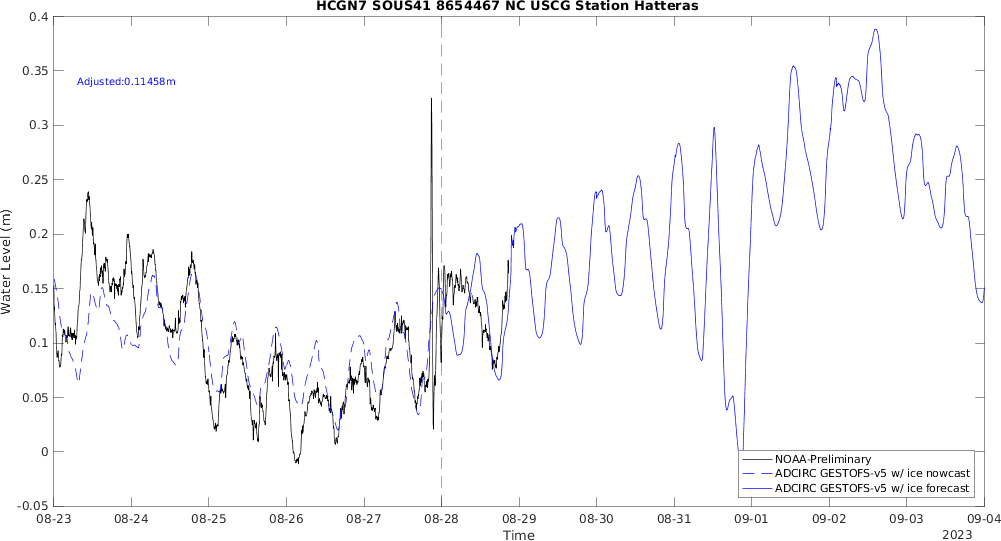 HCGN7 SOUS41 8654467 NC USCG Station Hatteras
0.4
0.35
0.3
0.25
0.2
0.15
0.1
0.05
0
-0.05
Water Level (m)
Adjusted:0.11458m
NOAA-Preliminary
ADCIRC GESTOFS-v5 w/ ice nowcast
ADCIRC GESTOFS-v5 w/ ice forecast
08-23 08-24 08-25 08-26 08-27 08-28 08-29 08-30 08-31 09-01 09-02 09-03 09-04
Time
2023